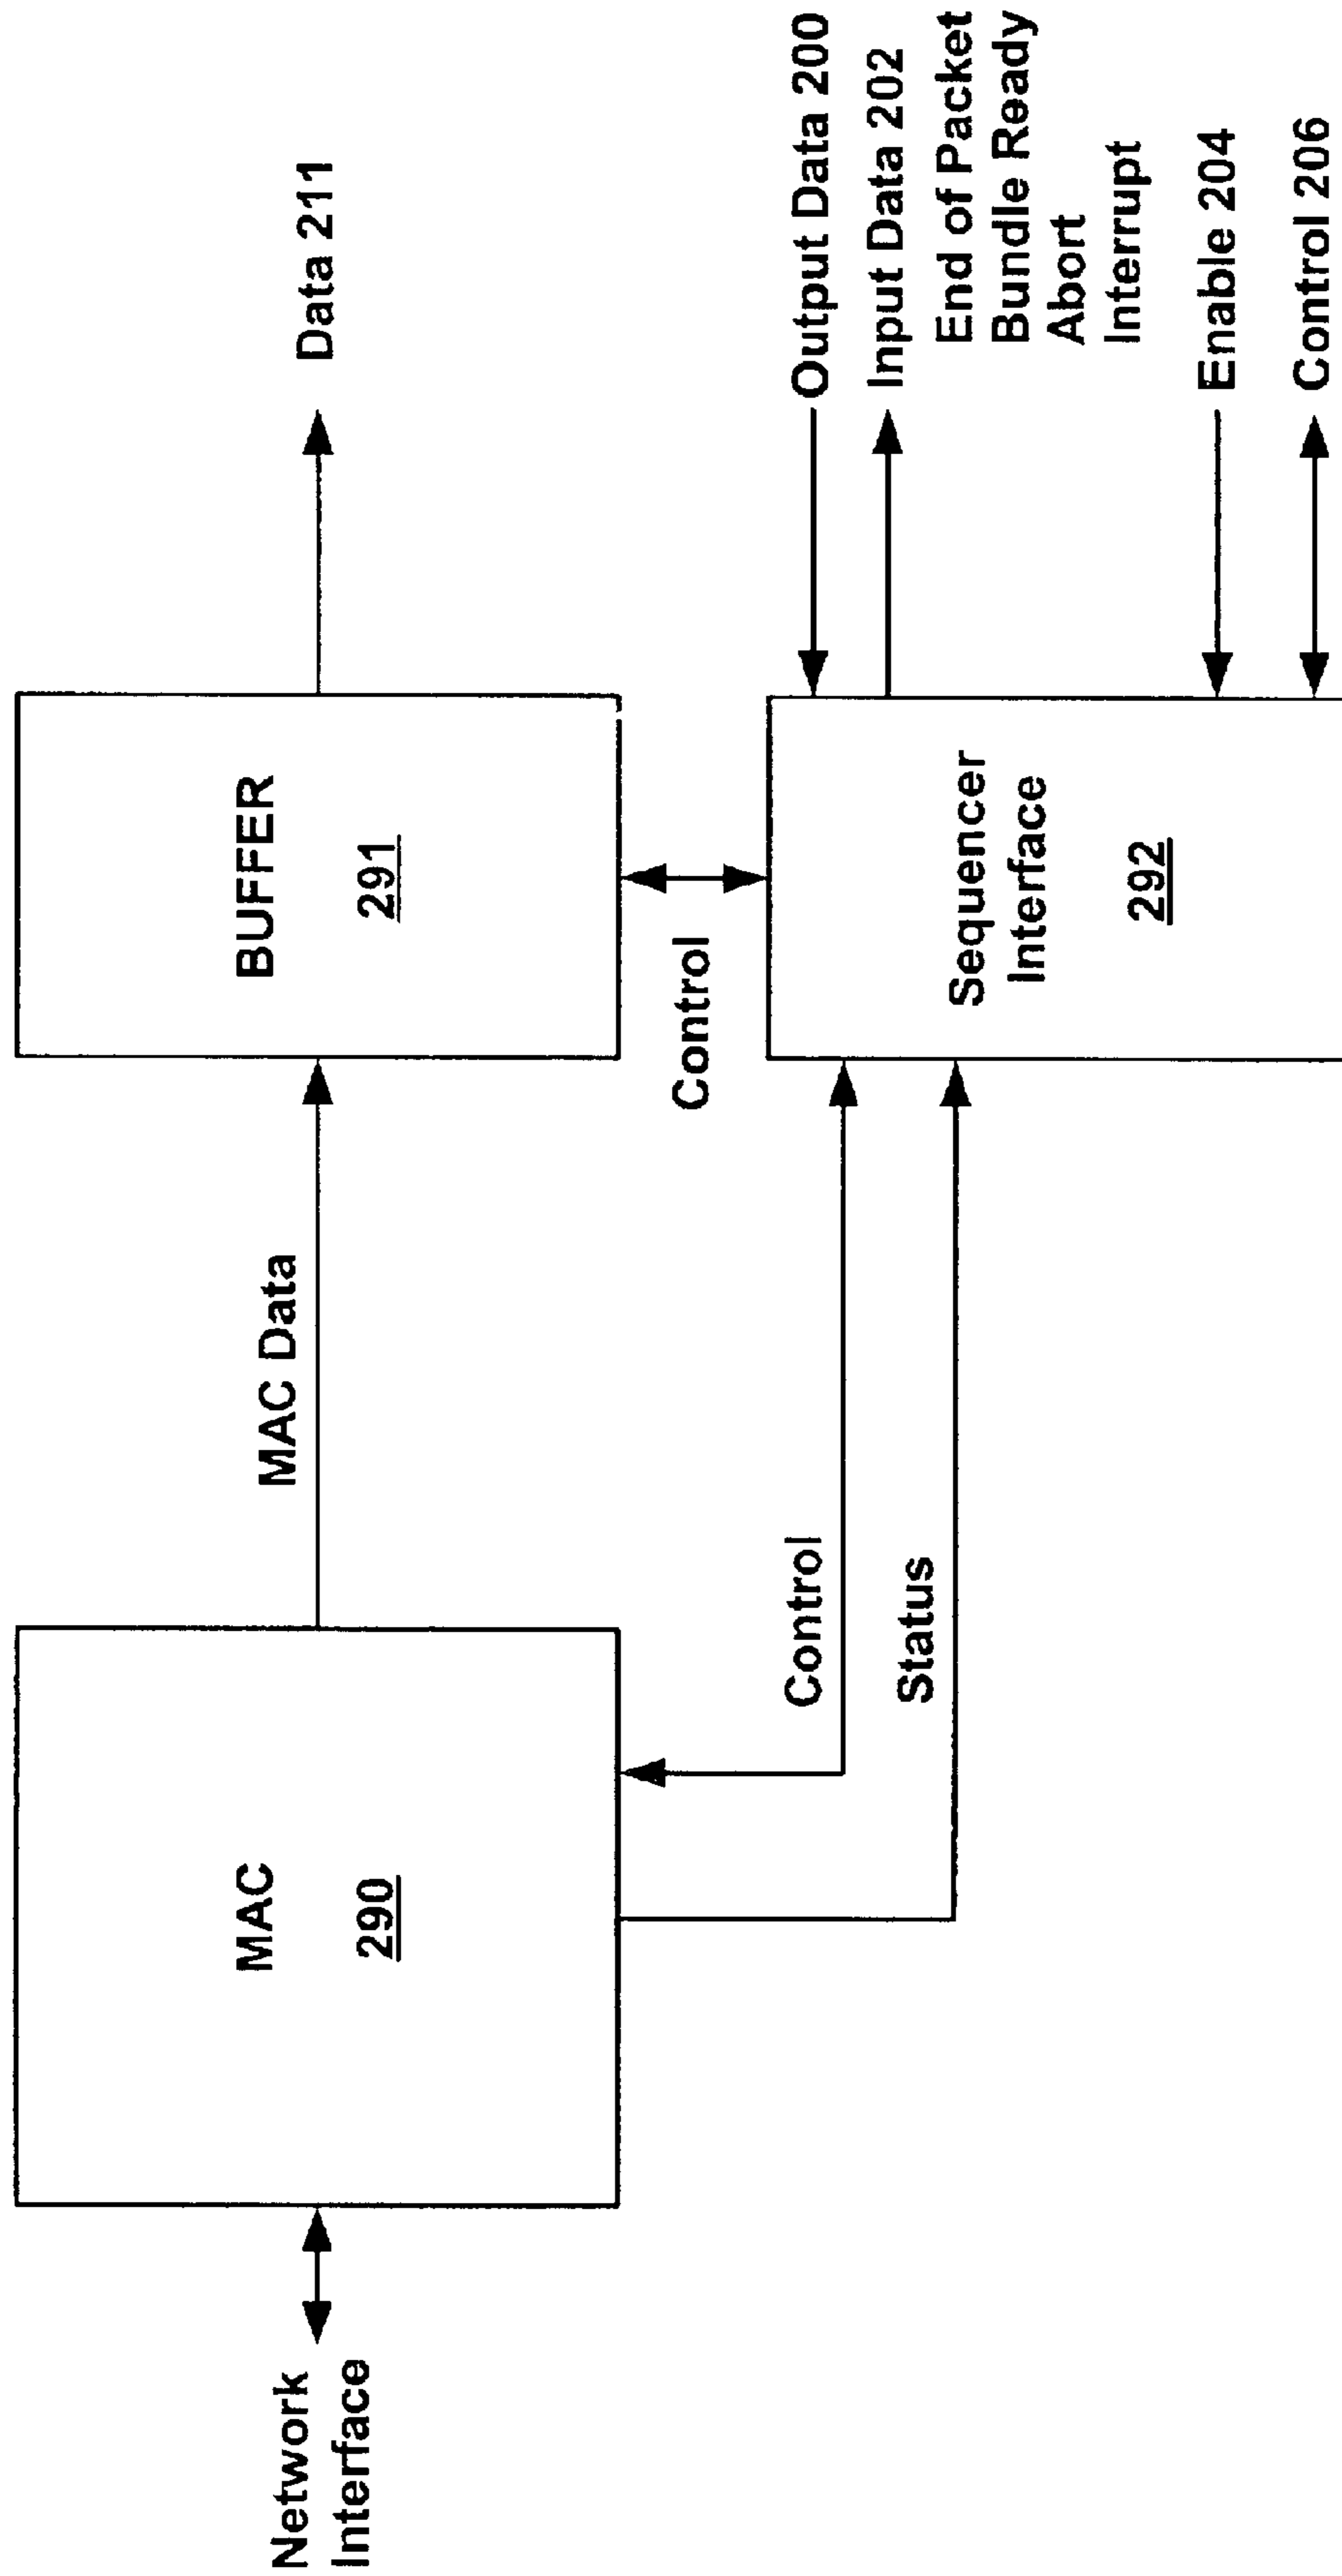 Network
Interface
MAC
290
MAC Data
BUFFER
291
Data 211
Control
Status
Control
Sequencer
Interface
292
Output Data 200
Input Data 202
End of Packet
Bundle Ready
Abort
Interrupt
Enable 204
Control 206